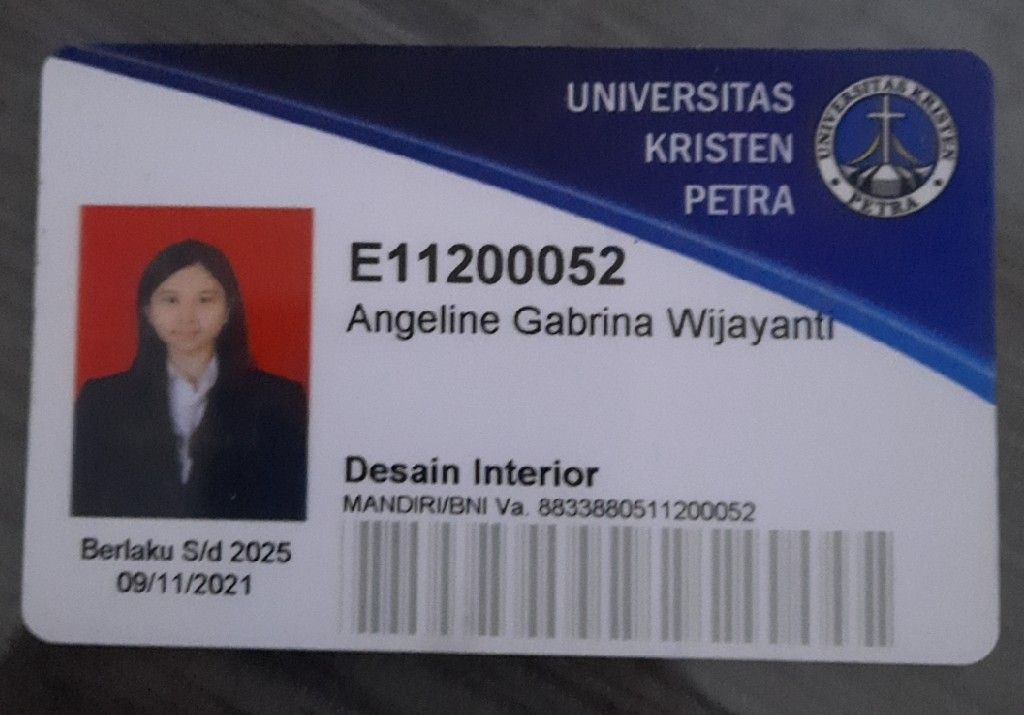 UNIVERSITAS
KRISTEN
PETRA
UNIVERSITAS KRISTEN
PETRA
E11200052
Angeline Gabrina Wijayanti
Desain Interior
MANDIRI/BNI Va. 8833880511200052
Berlaku S/d 2025
09/11/2021